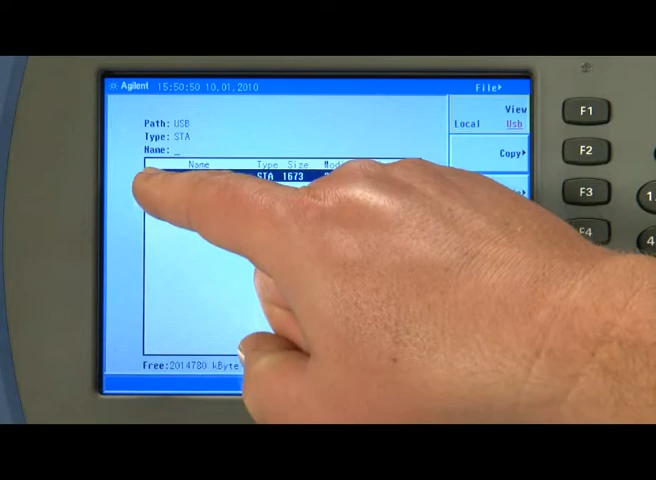 Agilent 15:50:50 10,01,2010 File
View
Path: USB
Local Usb
Type: STA
Name: _
Copy
Name Type Size
STA 1673
Free:2014780 kByte
F1
F2
F3
F4